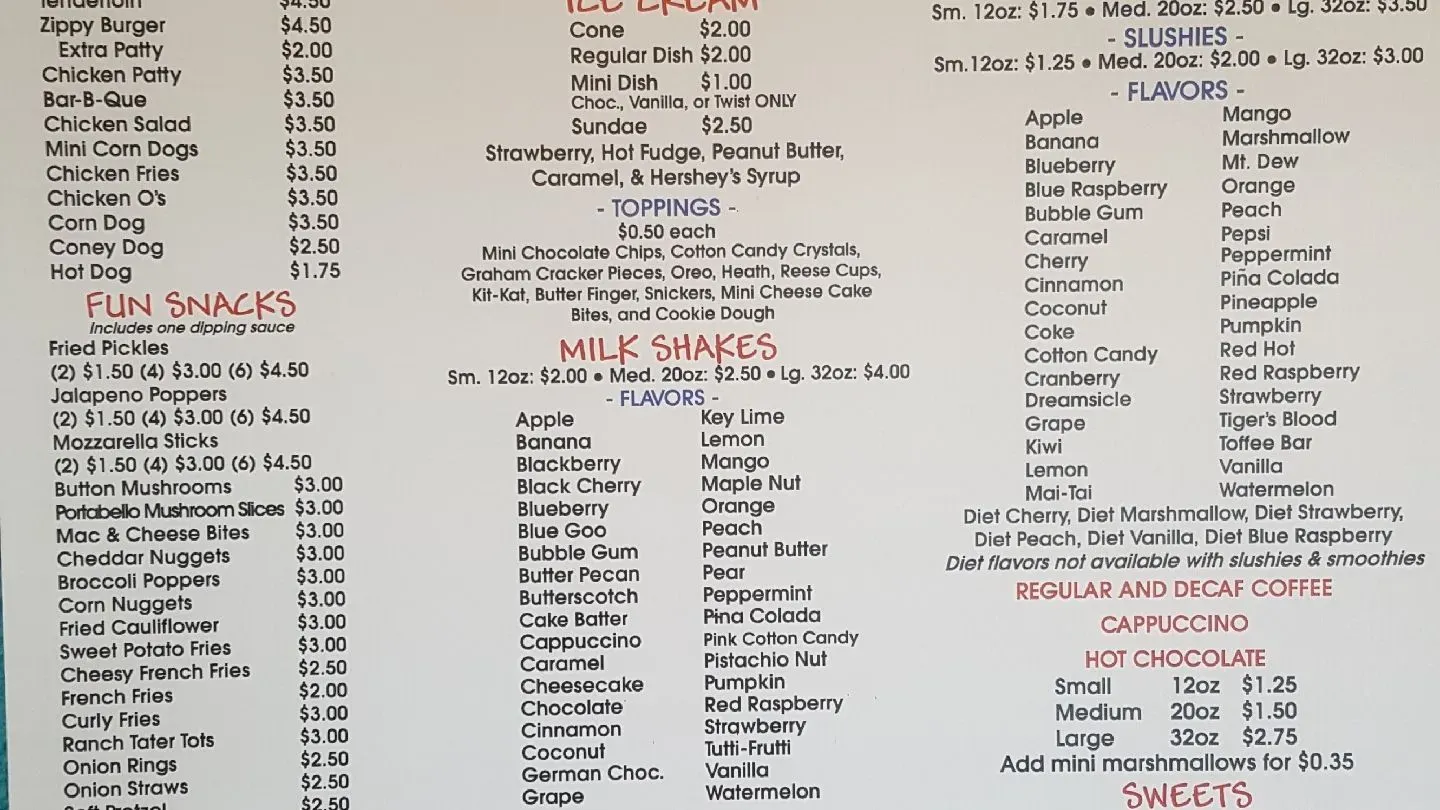 Tenderloin $4.50
Zippy Burger $4.50
Extra Patty $2.00
Chicken Patty $3.50
Bar-B-Que $3.50
Chicken Salad $3.50
Mini Corn Dogs $3.50
Chicken Fries $3.50
Chicken O's $3.50
Corn Dog $3.50
Coney Dog $2.50
Hot Dog $1.75
FUN SNACKS
Includes one dipping sauce
Fried Pickles
(2) $1.50 (4) $3.00 (6) $4.50
Jalapeno Poppers
(2) $1.50 (4) $3.00 (6) $4.50
Mozzarella Sticks
(2) $1.50 (4) $3.00 (6) $4.50
Button Mushrooms $3.00
Portabello Mushroom Slices $3.00
Mac & Cheese Bites $3.00
Cheddar Nuggets $3.00
Broccoli Poppers $3.00
Corn Nuggets $3.00
Fried Cauliflower $3.00
Sweet Potato Fries $3.00
Cheesy French Fries $2.50
French Fries $2.00
Curly Fries $3.00
Ranch Tater Tots $3.00
Onion Rings $2.50
Onion Straws $2.50
Soft Pretzel $2.50
ICE CREAM
Cone $2.00
Regular Dish $2.00
Mini Dish $1.00
Choc., Vanilla, or Twist ONLY
Sundae $2.50
Strawberry, Hot Fudge, Peanut Butter,
Caramel, & Hershey's Syrup
- TOPPINGS -
$0.50 each
Mini Chocolate Chips, Cotton Candy Crystals,
Graham Cracker Pieces, Oreo, Heath, Reese Cups,
Kit-Kat, Butter Finger, Snickers, Mini Cheese Cake
Bites, and Cookie Dough
MILK SHAKES
Sm. 12oz: $2.00 • Med. 20oz: $2.50 • Lg. 32oz: $4.00
- FLAVORS -
Apple Key Lime
Banana Lemon
Blackberry Mango
Black Cherry Maple Nut
Blueberry Orange
Blue Goo Peach
Bubble Gum Peanut Butter
Butter Pecan Pear
Butterscotch Peppermint
Cake Batter Pina Colada
Cappuccino Pink Cotton Candy
Caramel Pistachio Nut
Cheesecake Pumpkin
Chocolate Red Raspberry
Cinnamon Strawberry
Coconut Tutti-Frutti
German Choc. Vanilla
Grape Watermelon
Sm. 12oz: $1.75 • Med. 20oz: $2.50 • Lg. 32oz: $3.50
- SLUSHIES -
Sm.12oz: $1.25 • Med. 20oz: $2.00 • Lg. 32oz: $3.00
- FLAVORS -
Apple Mango
Banana Marshmallow
Blueberry Mt. Dew
Blue Raspberry Orange
Bubble Gum Peach
Caramel Pepsi
Cherry Peppermint
Cinnamon Piña Colada
Coconut Pineapple
Coke Pumpkin
Cotton Candy Red Hot
Cranberry Red Raspberry
Dreamsicle Strawberry
Grape Tiger's Blood
Kiwi Toffee Bar
Lemon Vanilla
Mai-Tai Watermelon
Diet Cherry, Diet Marshmallow, Diet Strawberry,
Diet Peach, Diet Vanilla, Diet Blue Raspberry
Diet flavors not available with slushies & smoothies
REGULAR AND DECAF COFFEE
CAPPUCCINO
HOT CHOCOLATE
Small 12oz $1.25
Medium 20oz $1.50
Large 32oz $2.75
Add mini marshmallows for $0.35
SWEETS